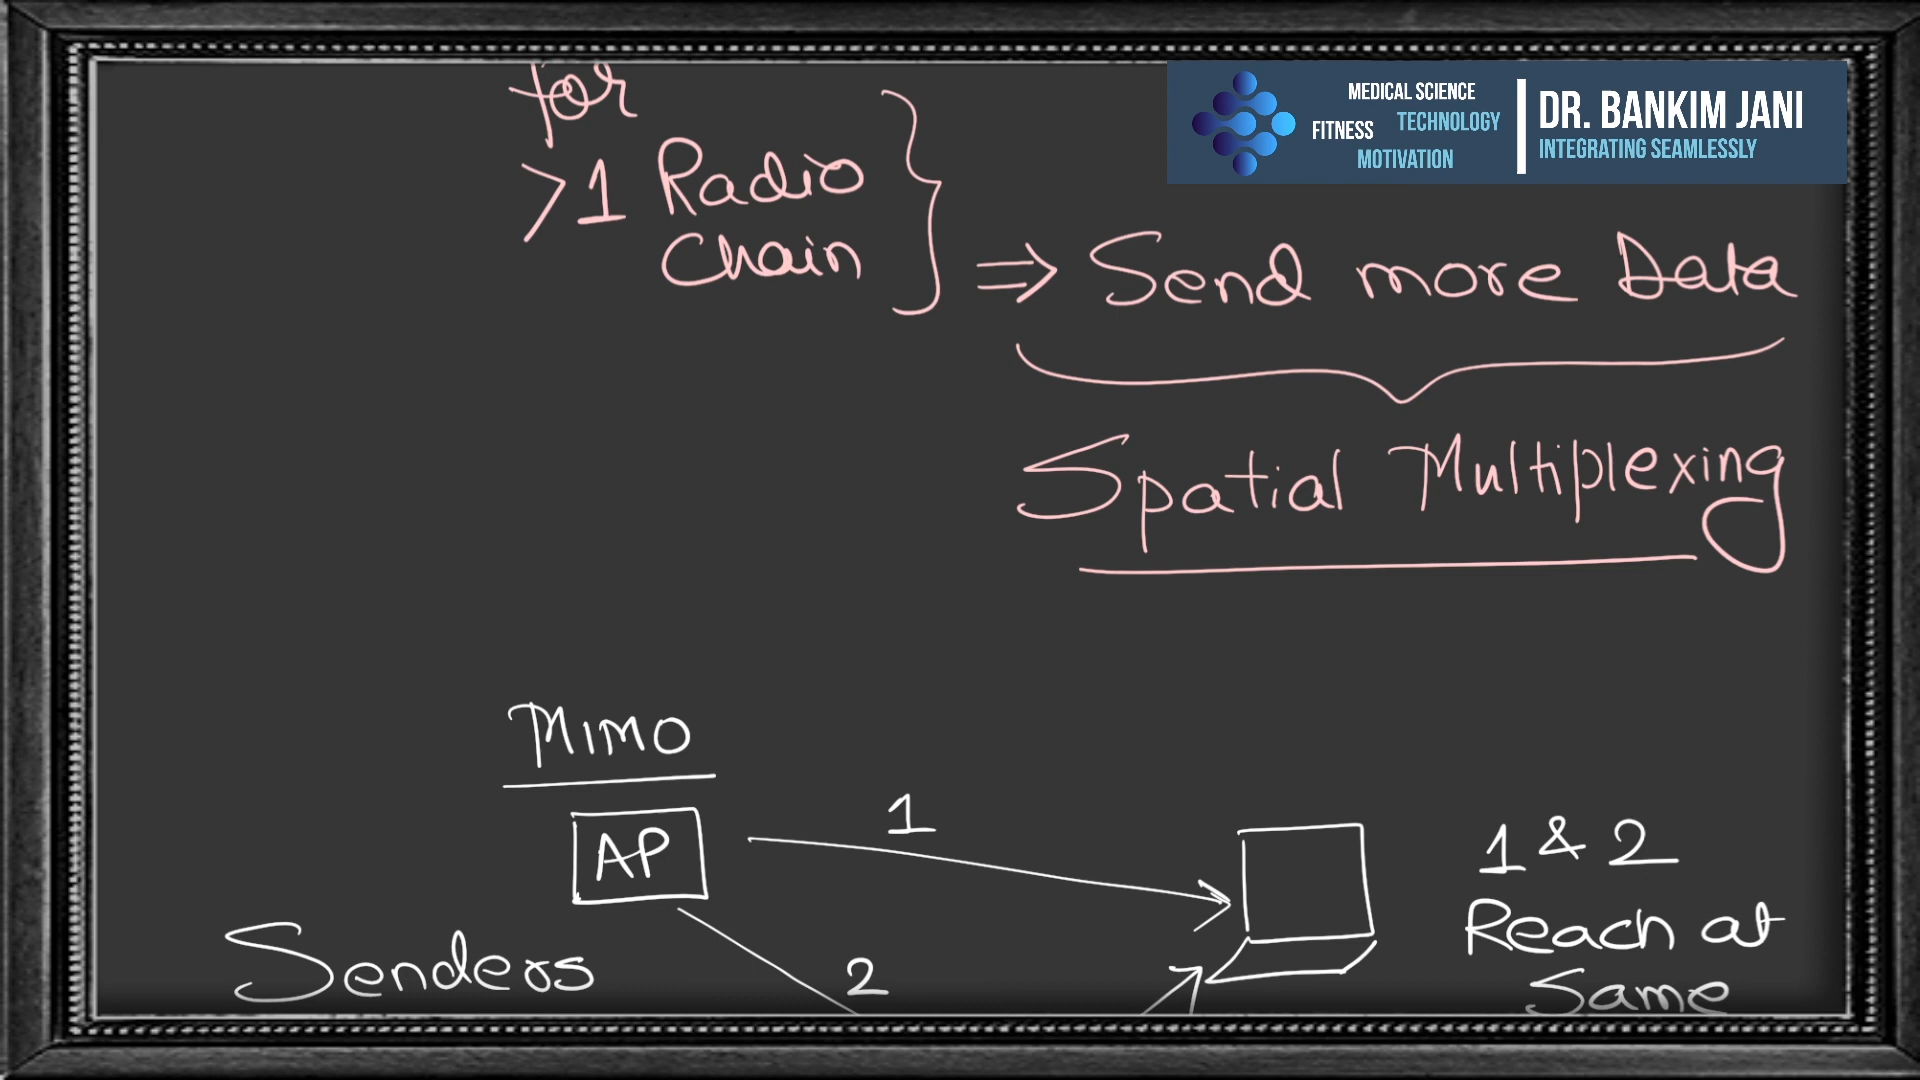 for
>1 Radio
Chain
⇒ Send more Data
Spatial Multiplexing
MEDICAL SCIENCE
FITNESS TECHNOLOGY
MOTIVATION
DR. BANKIM JANI
INTEGRATING SEAMLESSLY
MIMO
AP
1
2
Senders
1 & 2
Reach at
Same